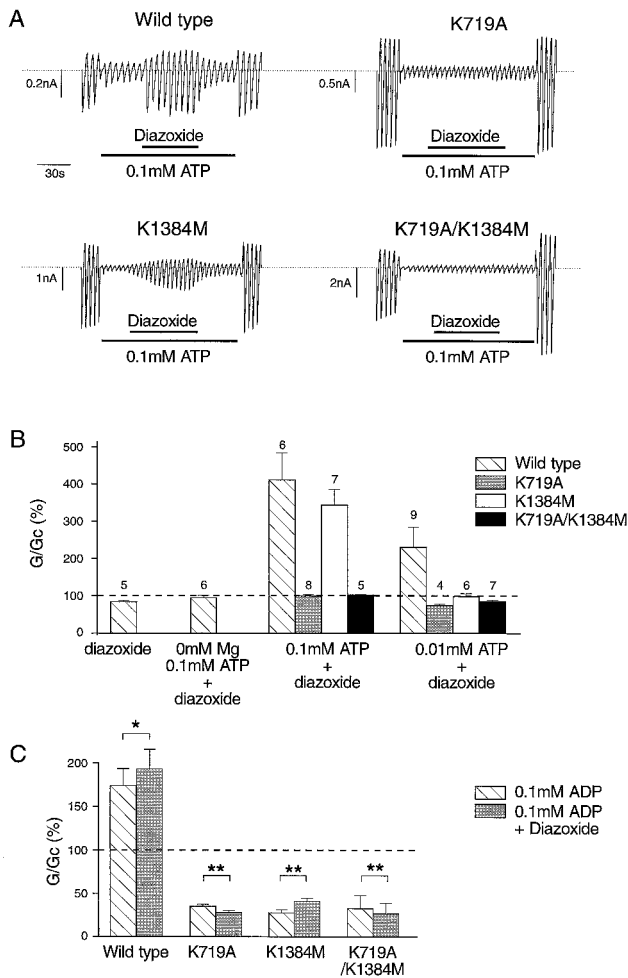 A
Wild type
K719A
0.2nA
0.5nA
Diazoxide
Diazoxide
30s
0.1mM ATP
0.1mM ATP
K1384M
K719A/K1384M
1nA
2nA
Diazoxide
Diazoxide
0.1mM ATP
0.1mM ATP
B
G/Gc (%)
500
400
300
200
100
0
5
6
6
8
7
5
9
4
6
7
Wild type
K719A
K1384M
K719A/K1384M
diazoxide
0mM Mg
0.1mM ATP
+
diazoxide
0.1mM ATP
+
diazoxide
0.01mM ATP
+
diazoxide
C
G/Gc (%)
200
150
100
50
0
*
**
**
**
0.1mM ADP
0.1mM ADP
+ Diazoxide
Wild type
K719A
K1384M
K719A
/K1384M